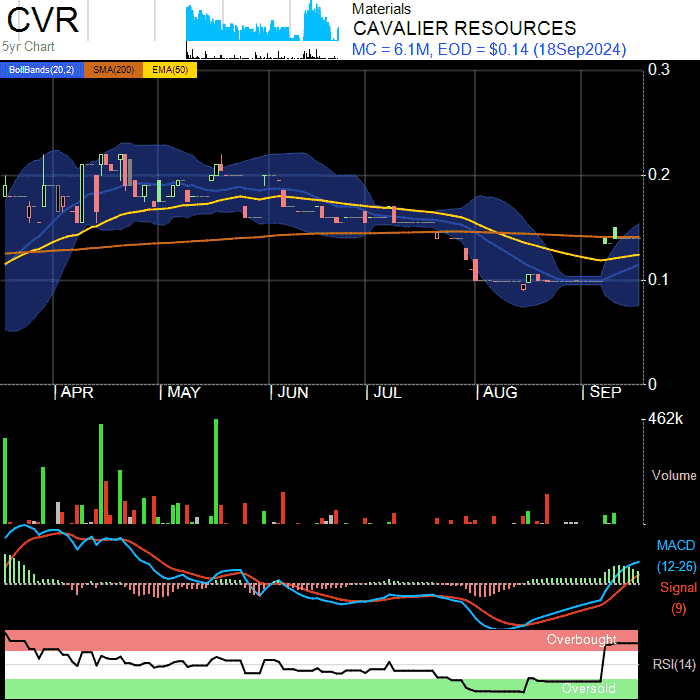 CVR
5yr Chart
Materials
CAVALIER RESOURCES
MC = 6.1M, EOD = $0.14 (18Sep2024)
BollBands(20,2) SMA(200) EMA(50)
0.3
0.2
0.1
0
APR MAY JUN JUL AUG SEP
462k
Volume
MACD
(12-26)
Signal
(9)
Overbought
RSI(14)
Oversold